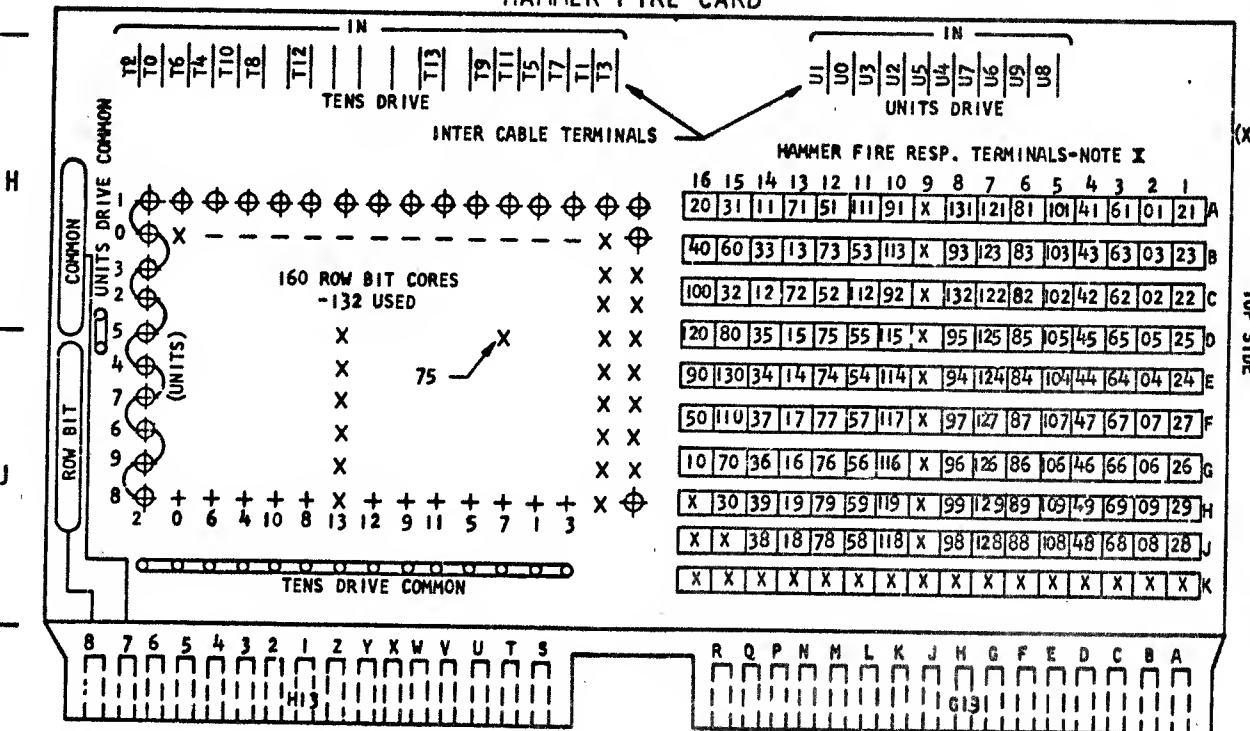 HAMMER FIRE CARD
IN IN
T2 T0 T6 T4 T10 T8 T12 T13 T9 T11 T5 T7 T1 T3
U1 U0 U3 U2 U5 U4 U7 U6 U9 U8
TENS DRIVE
UNITS DRIVE
INTER CABLE TERMINALS
HAMMER FIRE RESP. TERMINALS-NOTE X
(X
H
J
TOP SIDE
UNITS DRIVE COMMON
COMMON
ROW BIT
(UNITS)
1
0 X X
3 X X
2 X X
5 X X X X
4 X X X
7 X X X
6 X X X
9 X X X
8 X X
160 ROW BIT CORES
-132 USED
75
2 0 6 4 10 8 13 12 9 11 5 7 1 3
TENS DRIVE COMMON
16 15 14 13 12 11 10 9 8 7 6 5 4 3 2 1
20 31 11 71 51 111 91 X 131 121 81 101 41 61 01 21 A
40 60 33 13 73 53 113 X 93 123 83 103 43 63 03 23 B
100 32 12 72 52 112 92 X 132 122 82 102 42 62 02 22 C
120 80 35 15 75 55 115 X 95 125 85 105 45 65 05 25 D
90 130 34 14 74 54 114 X 94 124 84 104 44 64 04 24 E
50 110 37 17 77 57 117 X 97 127 87 107 47 67 07 27 F
10 70 36 16 76 56 116 X 96 126 86 106 46 66 06 26 G
X 30 39 19 79 59 119 X 99 129 89 109 49 69 09 29 H
X X 38 18 78 58 118 X 98 128 88 108 48 68 08 28 J
X X X X X X X X X X X X X X X X K
8 7 6 5 4 3 2 1 Z Y X W V U T S
R Q P N M L K J H G F E D C B A
H13
G13